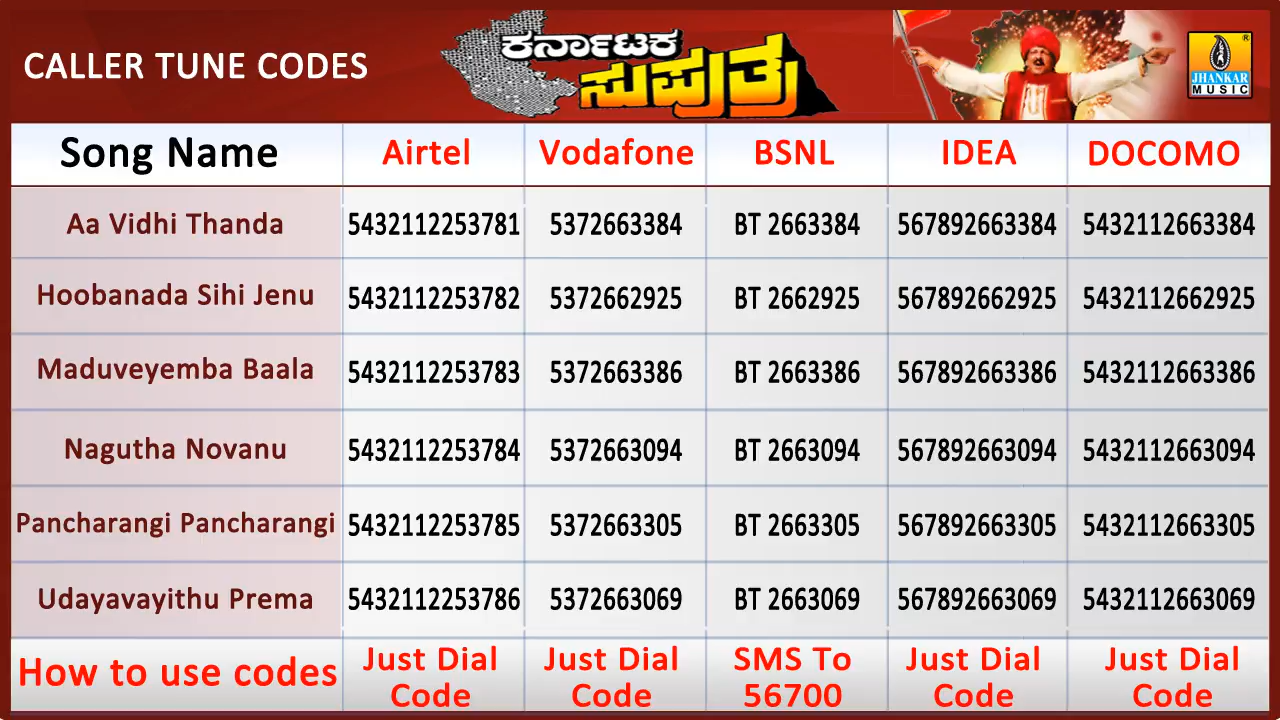 CALLER TUNE CODES
ಕರ್ನಾಟಕ
ಸುಪುತ್ರ
JHANKAR
MUSIC
®
Song Name Airtel Vodafone BSNL IDEA DOCOMO
Aa Vidhi Thanda 5432112253781 5372663384 BT 2663384 567892663384 5432112663384
Hoobanada Sihi Jenu 5432112253782 5372662925 BT 2662925 567892662925 5432112662925
Maduveyemba Baala 5432112253783 5372663386 BT 2663386 567892663386 5432112663386
Nagutha Novanu 5432112253784 5372663094 BT 2663094 567892663094 5432112663094
Pancharangi Pancharangi 5432112253785 5372663305 BT 2663305 567892663305 5432112663305
Udayavayithu Prema 5432112253786 5372663069 BT 2663069 567892663069 5432112663069
How to use codes Just Dial Just Dial SMS To Just Dial Just Dial
Code Code 56700 Code Code